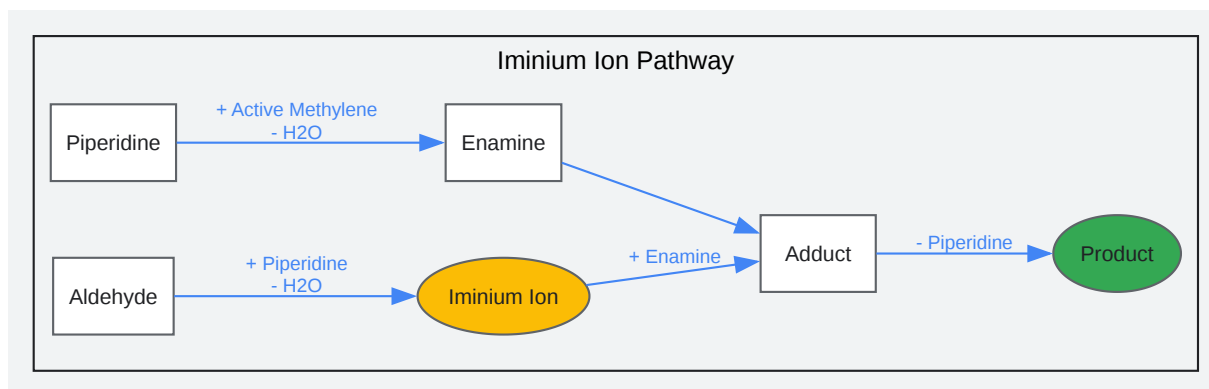 Iminium Ion Pathway
Piperidine
+ Active Methylene
- H2O
Enamine
Aldehyde
+ Piperidine
- H2O
Iminium Ion
+ Enamine
Adduct
- Piperidine
Product